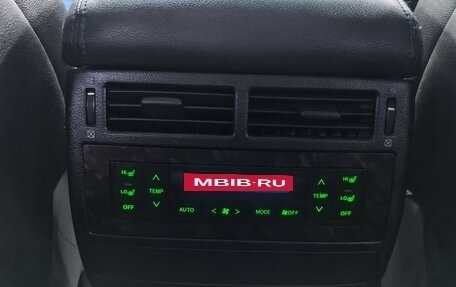 HI TEMP MBIB-RU TEMP HI
LO LO
OFF AUTO MODE OFF OFF